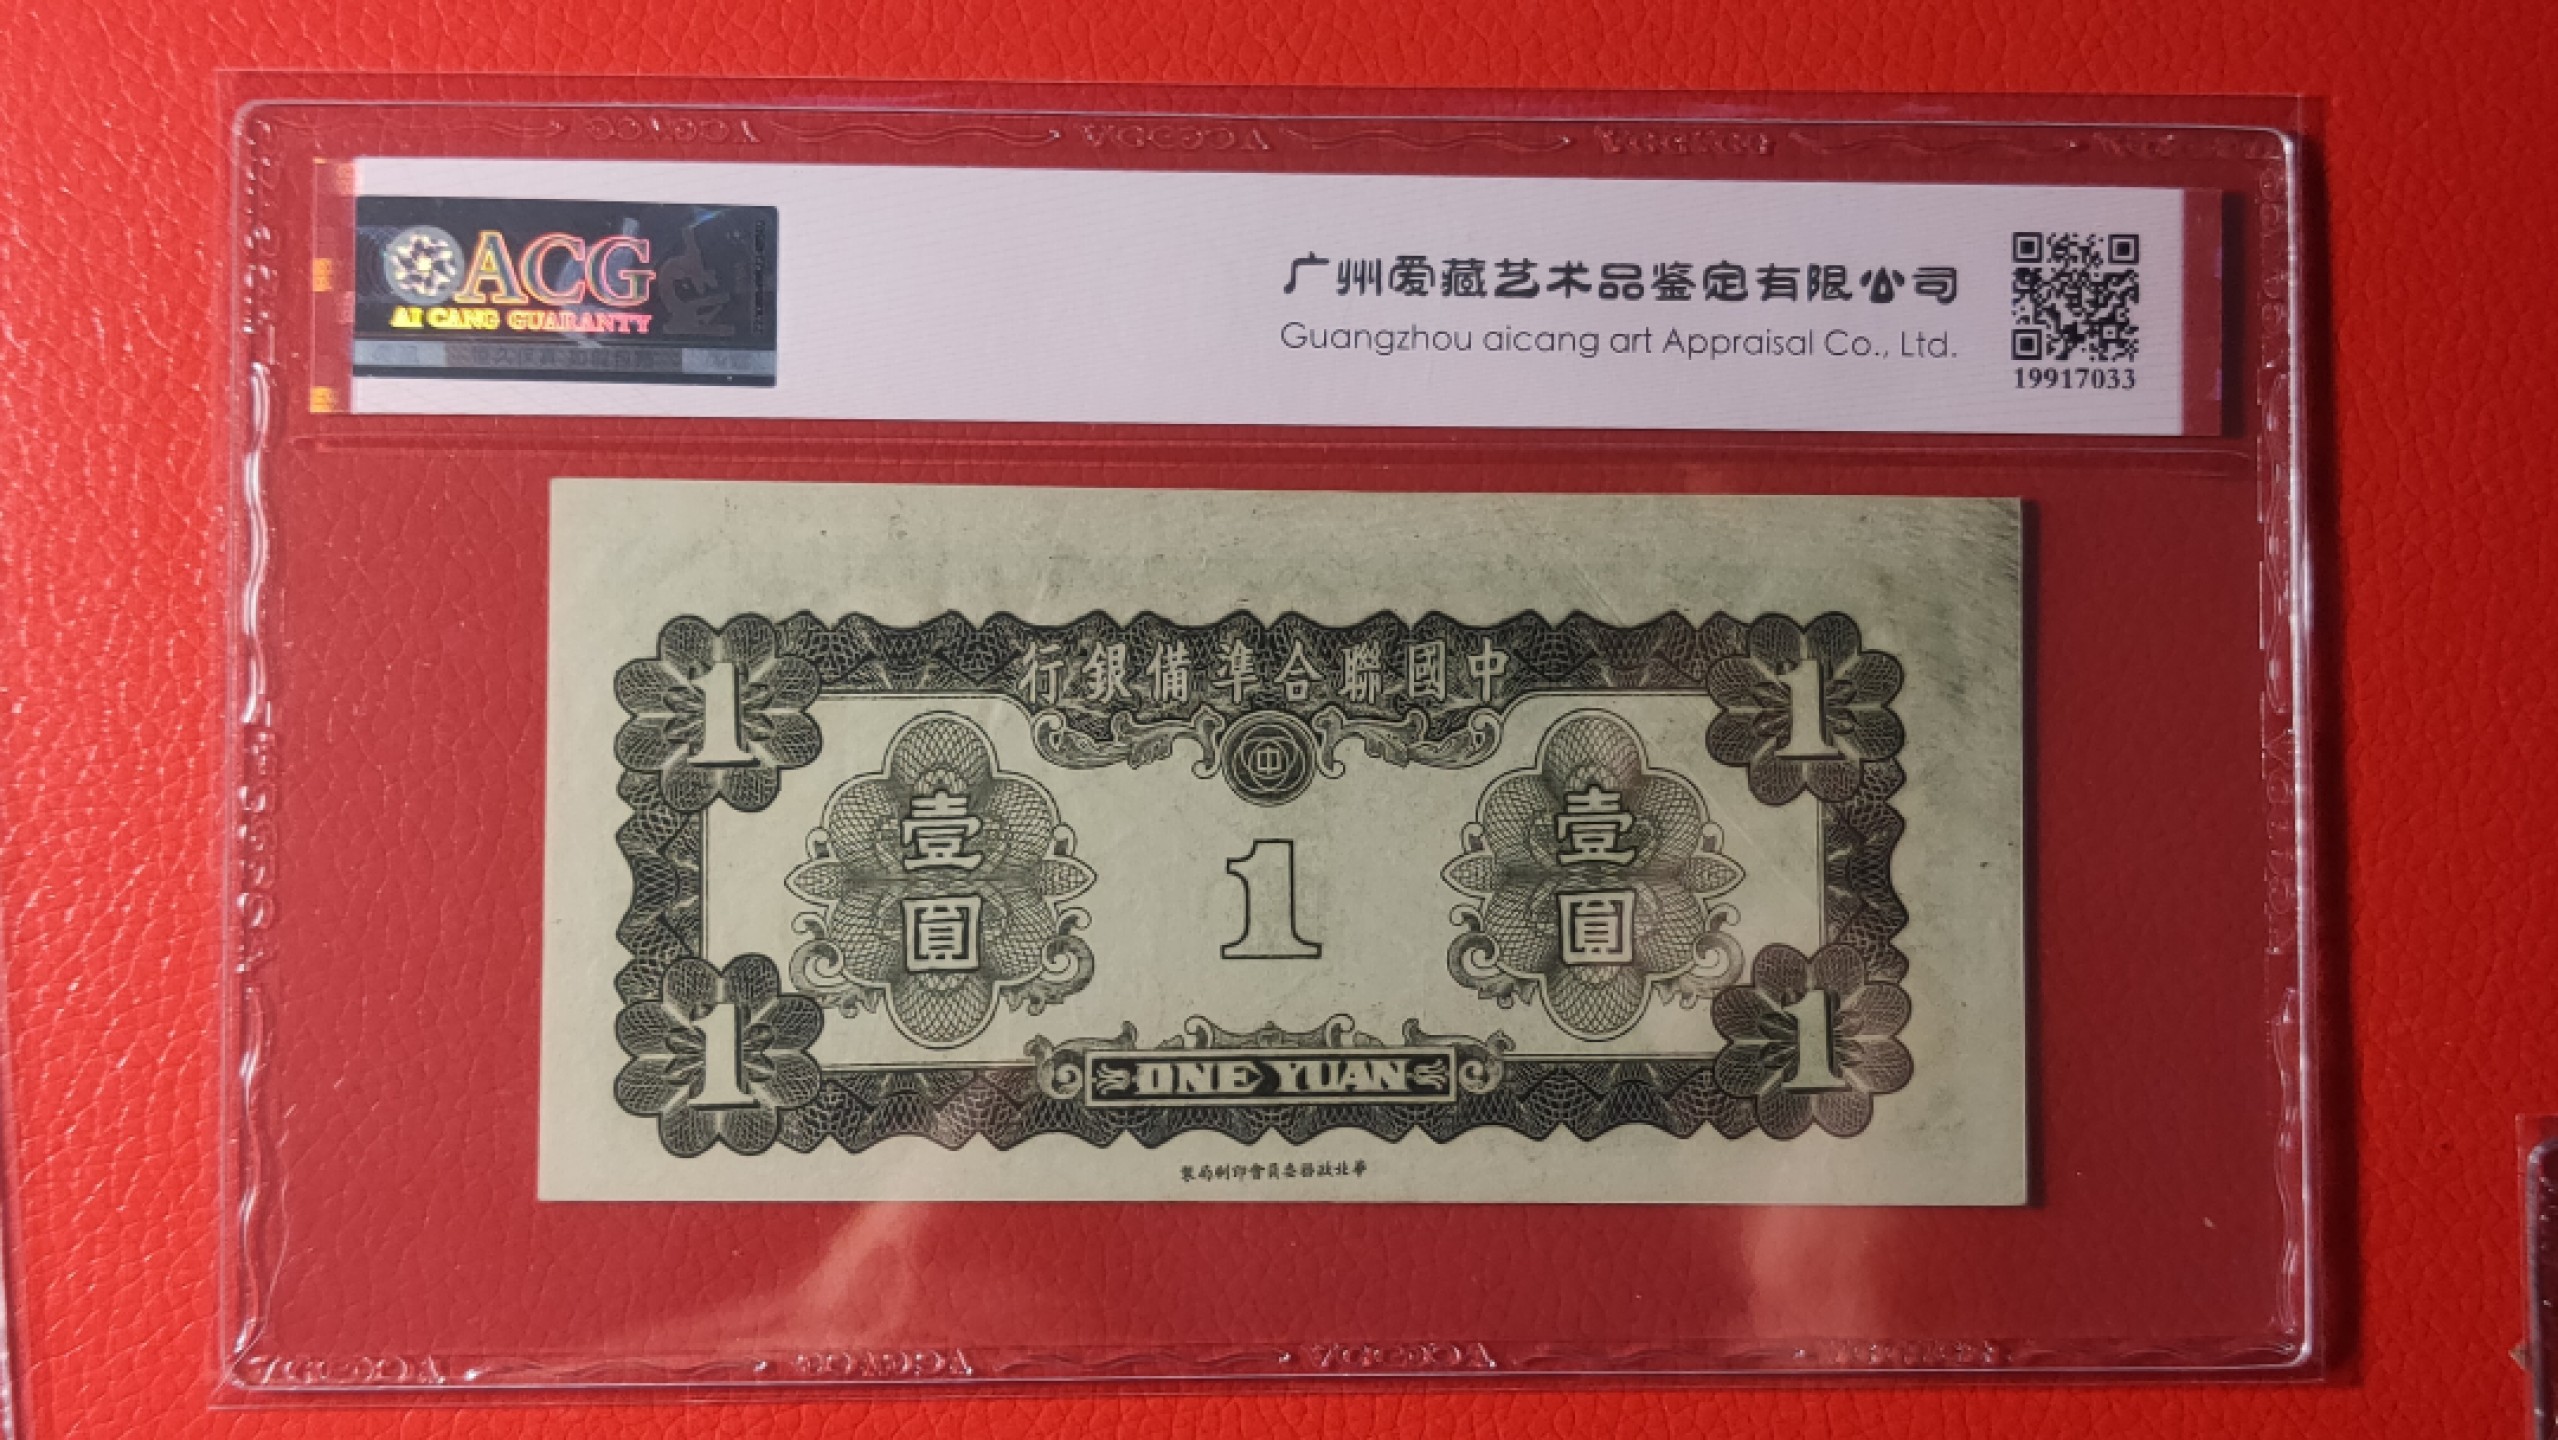 ACG
AI CANG GUARANTY
广州爱藏艺术品鉴定有限公司
Guangzhou aicang art Appraisal Co., Ltd.
19917033
行銀備準合聯國中
1
1
中
壹圓
1
壹圓
1
1
ONE YUAN
製局刷印會員委務政北華